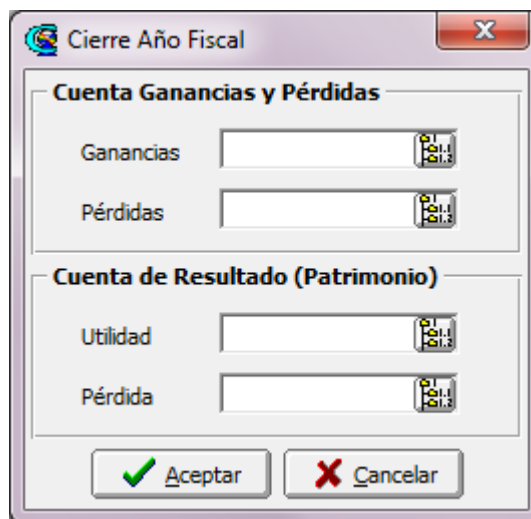 Cierre Año Fiscal
Cuenta Ganancias y Pérdidas
Ganancias
Pérdidas
Cuenta de Resultado (Patrimonio)
Utilidad
Pérdida
Aceptar Cancelar